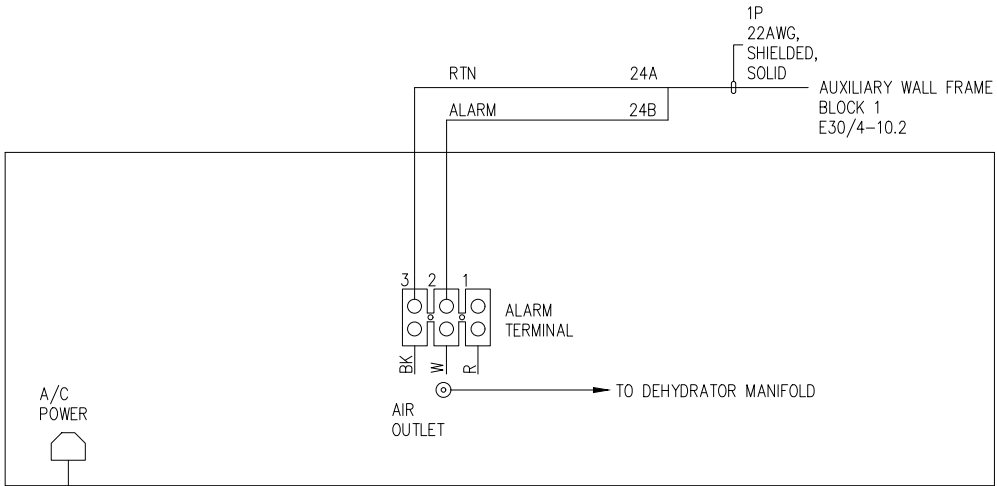 1P
22AWG,
SHIELDED,
SOLID
RTN 24A
AUXILIARY WALL FRAME
BLOCK 1
E30/4-10.2
ALARM 24B
3 2 1
ALARM
TERMINAL
BK W R
A/C
POWER
AIR
OUTLET
TO DEHYDRATOR MANIFOLD